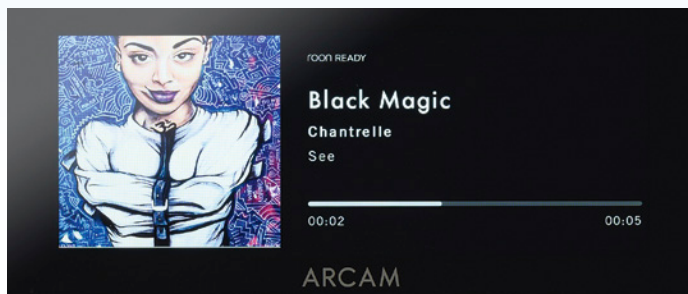 roon READY
Black Magic
Chantrelle
See
00:02
00:05
ARCAM